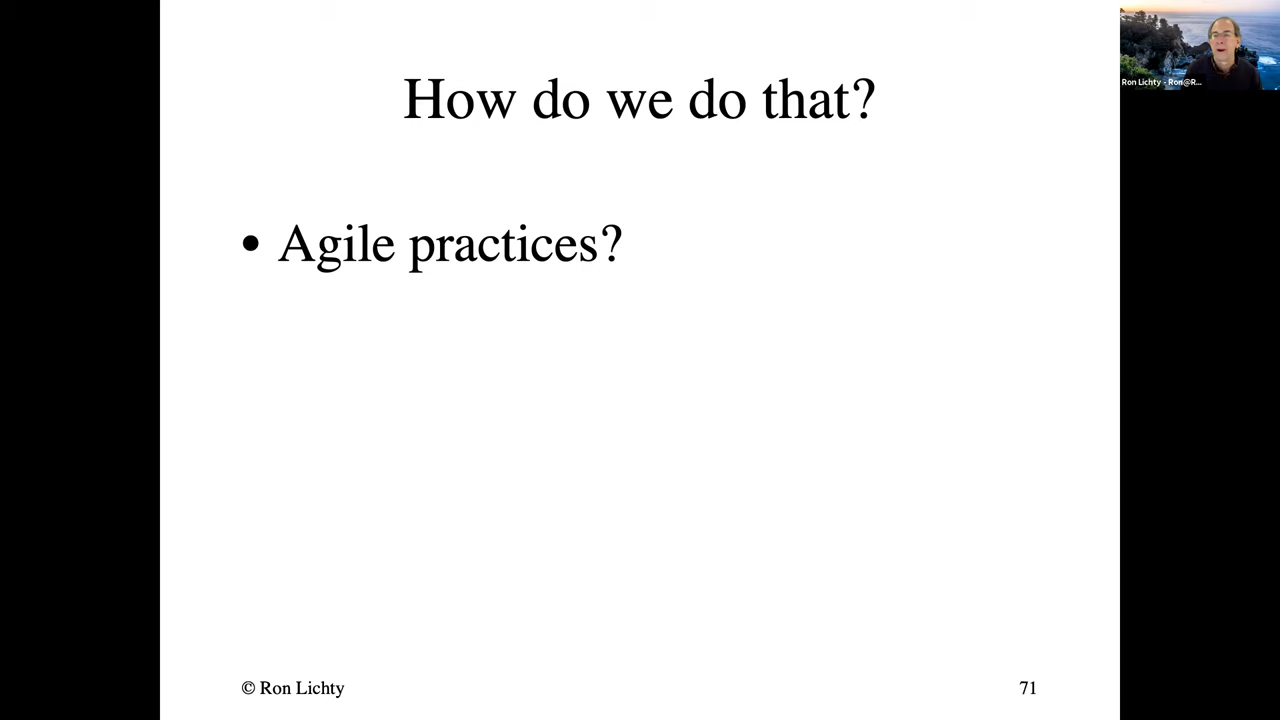 How do we do that?
• Agile practices?
© Ron Lichty
71
Ron Lichty - Ron@R...